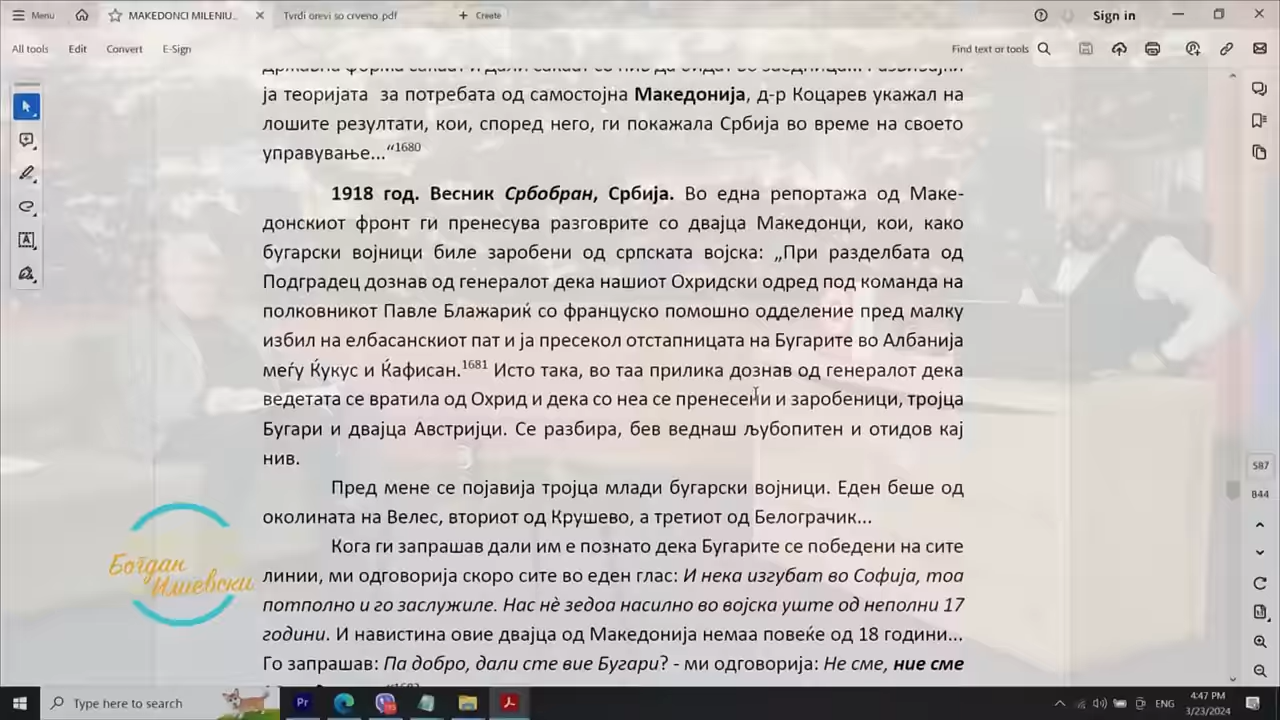 Menu
MAKEDONCI MILENIU...
Tvrdi orevi so crveno.pdf
Create
Sign in
All tools Edit Convert E-Sign
Find text or tools
ја теоријата за потребата од самостојна Македонија, д-р Коцарев укажал на
лошите резултати, кои, според него, ги покажала Србија во време на своето
управување...“1680
1918 год. Весник Србобран, Србија. Во една репортажа од Маке-
донскиот фронт ги пренесува разговрите со двајца Македонци, кои, како
бугарски војници биле заробени од српската војска: „При разделбата од
Подградец дознав од генералот дека нашиот Охридски одред под команда на
полковникот Павле Блажариќ со француско помошно одделение пред малку
избил на елбасанскиот пат и ја пресекол отстапницата на Бугарите во Албанија
меѓу Ќукус и Ќафисан.1681 Исто така, во таа прилика дознав од генералот дека
ведетата се вратила од Охрид и дека со неа се пренесени и заробеници, тројца
Бугари и двајца Австријци. Се разбира, бев веднаш љубопитен и отидов кај
нив.
Пред мене се појавија тројца млади бугарски војници. Еден беше од
околината на Велес, вториот од Крушево, а третиот од Белограчик...
Кога ги запрашав дали им е познато дека Бугарите се победени на сите
линии, ми одговорија скоро сите во еден глас: И нека изгубат во Софија, тоа
потполно и го заслужиле. Нас нѐ зедоа насилно во војска уште од неполни 17
години. И навистина овие двајца од Македонија немаа повеќе од 18 години...
Го запрашав: Па добро, дали сте вие Бугари? - ми одговорија: Не сме, ние сме
587
844
Богдан
Илиевски
Type here to search
Pr
ENG
4:47 PM
3/23/2024